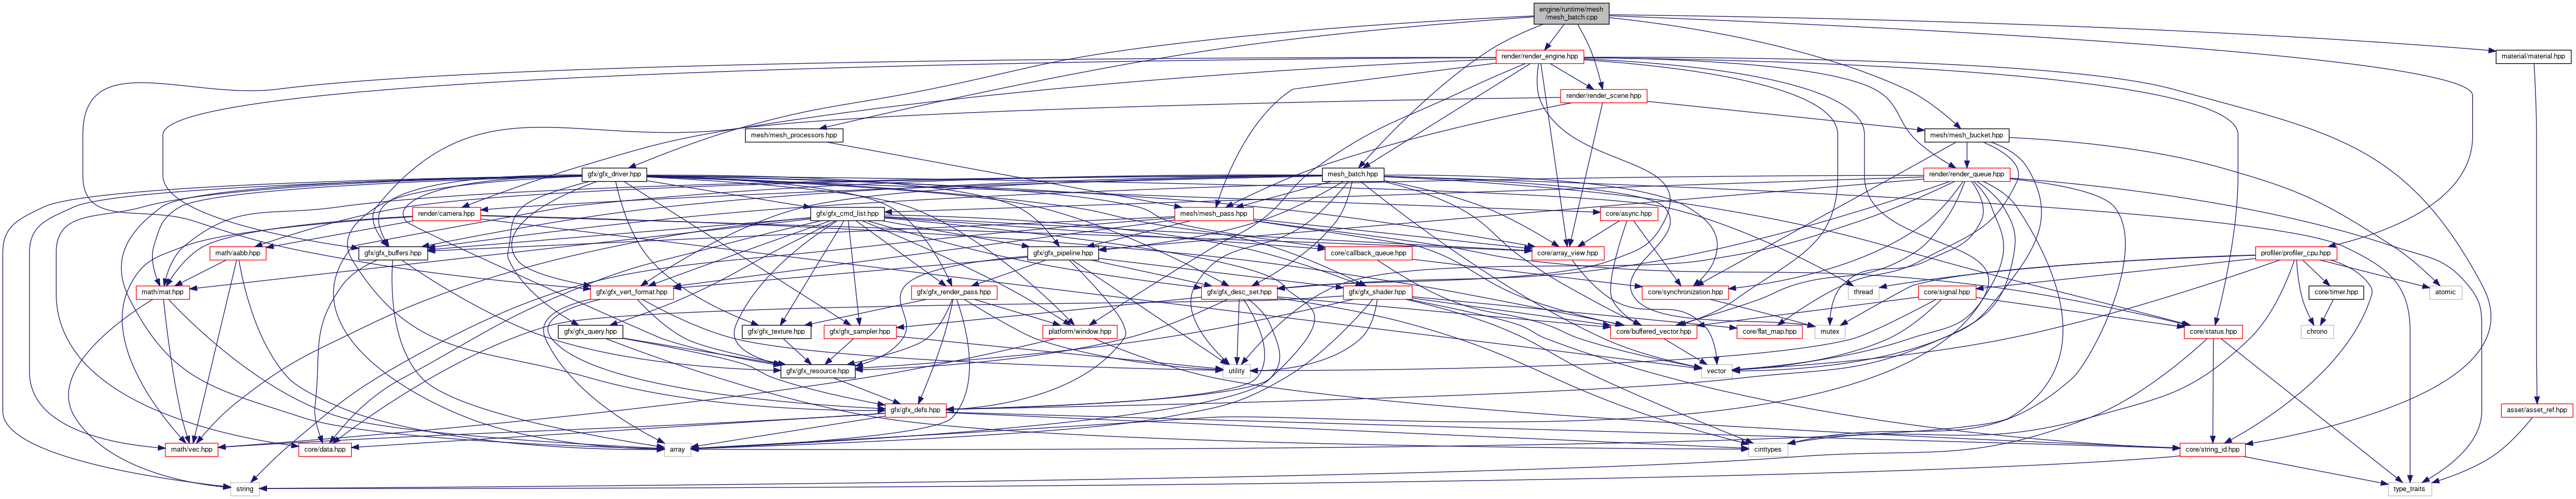 engine/runtime/mesh
/mesh_batch.cpp
render/render_engine.hpp
material/material.hpp
render/render_scene.hpp
mesh/mesh_processors.hpp
mesh/mesh_bucket.hpp
gfx/gfx_driver.hpp
mesh_batch.hpp
render/render_queue.hpp
render/camera.hpp
gfx/gfx_cmd_list.hpp
mesh/mesh_pass.hpp
core/async.hpp
math/aabb.hpp
gfx/gfx_buffers.hpp
gfx/gfx_pipeline.hpp
core/callback_queue.hpp
core/array_view.hpp
profiler/profiler_cpu.hpp
math/mat.hpp
gfx/gfx_vert_format.hpp
gfx/gfx_render_pass.hpp
gfx/gfx_desc_set.hpp
gfx/gfx_shader.hpp
core/synchronization.hpp
thread
core/signal.hpp
core/timer.hpp
atomic
gfx/gfx_query.hpp
gfx/gfx_texture.hpp
gfx/gfx_sampler.hpp
platform/window.hpp
core/buffered_vector.hpp
core/flat_map.hpp
mutex
core/status.hpp
chrono
gfx/gfx_resource.hpp
utility
vector
gfx/gfx_defs.hpp
asset/asset_ref.hpp
math/vec.hpp
core/data.hpp
array
cinttypes
core/string_id.hpp
string
type_traits